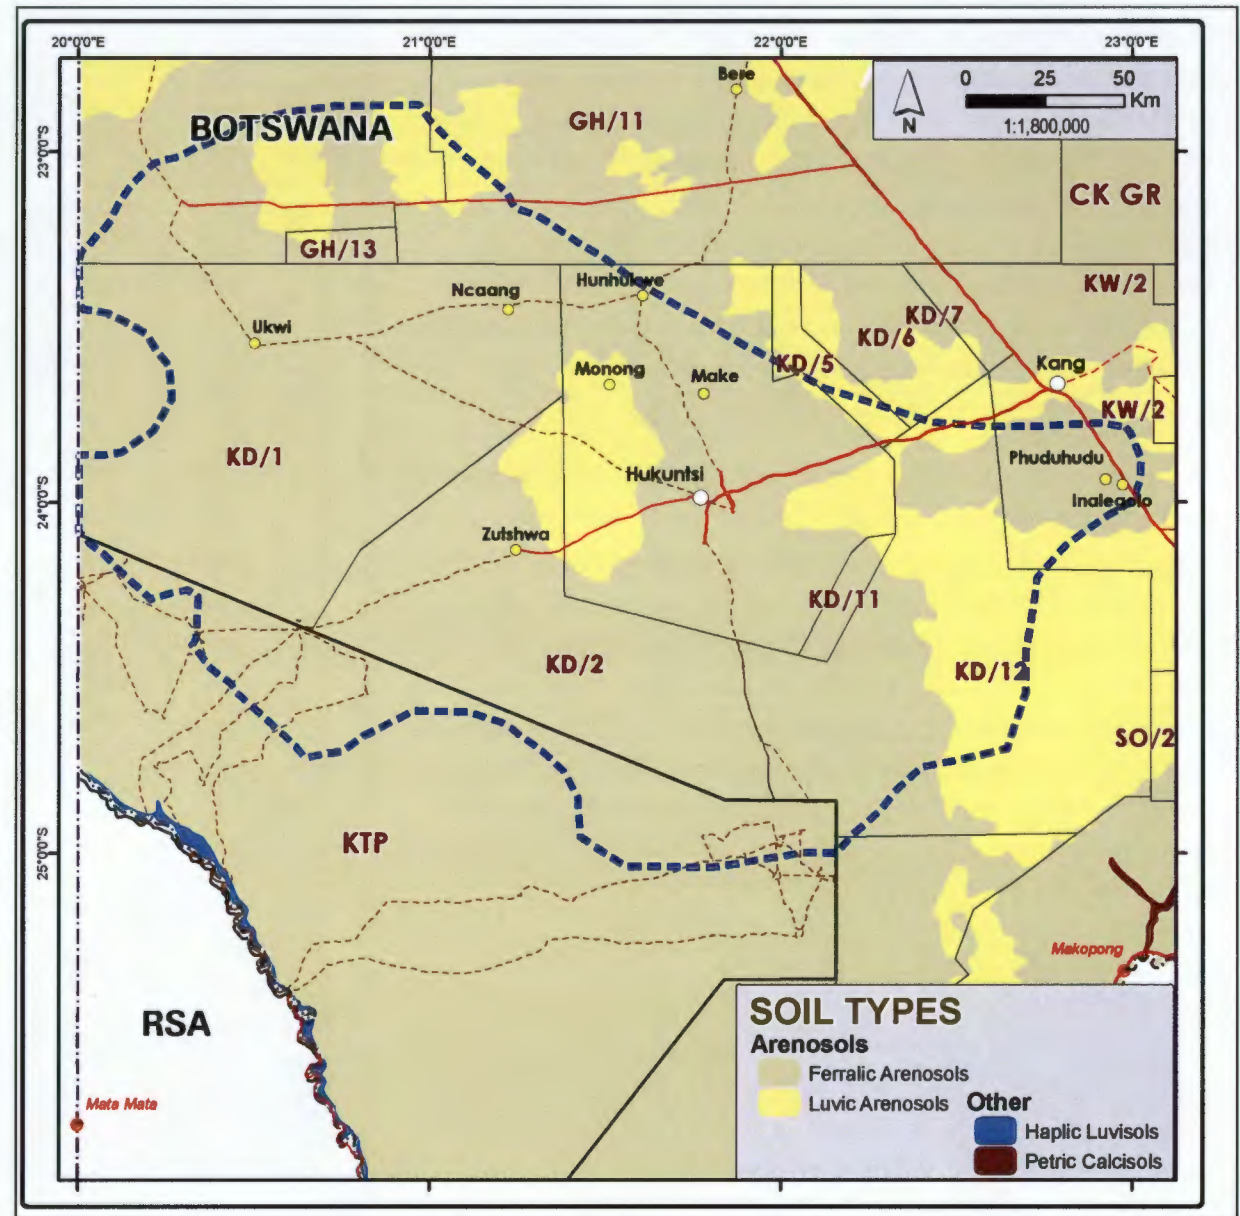 20°0'0"E 21°0'0"E 22°0'0"E 23°0'0"E
Bere
0 25 50
Km
N
1:1,800,000
BOTSWANA
GH/11
23°0'0"S
CK GR
GH/13
KW/2
Hunhukwe
Ncaang
KD/7
Ukwi
KD/6
Kang
Monong
Make
KD/5
KW/2
KD/1
Phuduhudu
Hukuntsi
Inalegolo
24°0'0"S
Zutshwa
KD/11
KD/2
KD/12
SO/2
KTP
25°0'0"S
Makopong
RSA
SOIL TYPES
Arenosols
Ferralic Arenosols
Luvic Arenosols
Other
Haplic Luvisols
Petric Calcisols
Mata Mata